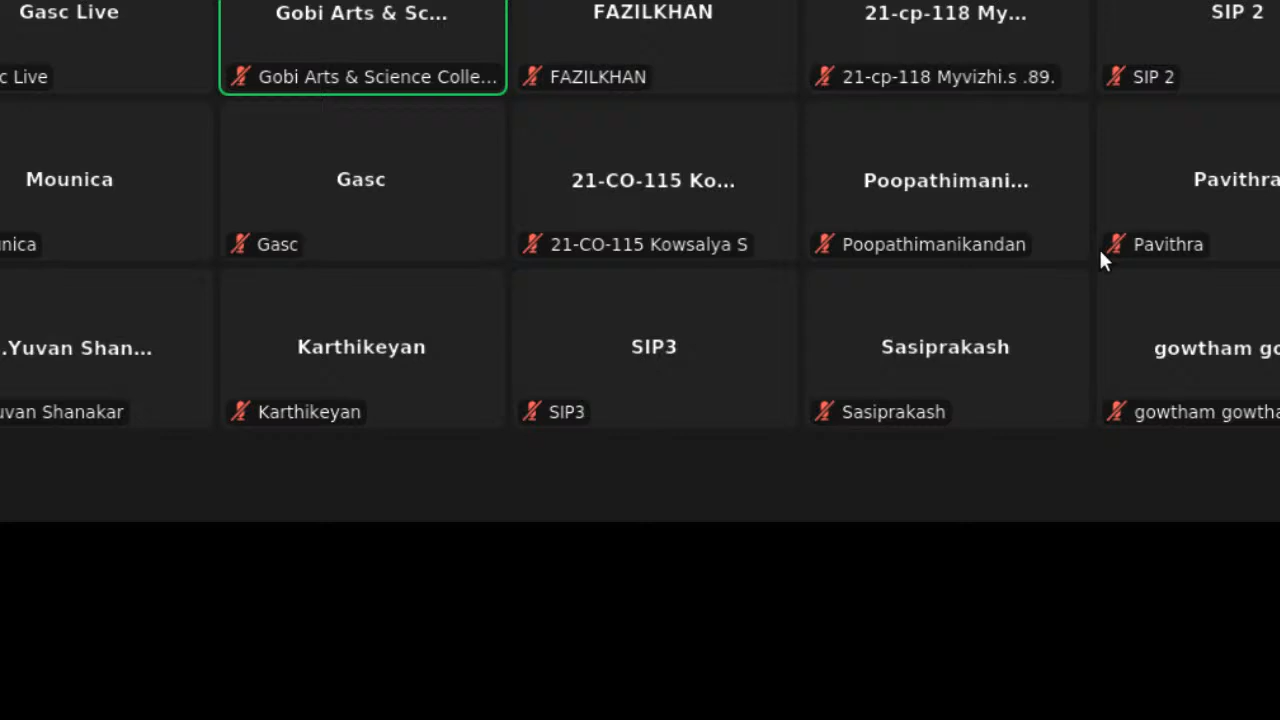 Gasc Live
Gobi Arts & Sc...
FAZILKHAN
21-cp-118 My...
SIP 2
c Live
Gobi Arts & Science Colle...
FAZILKHAN
21-cp-118 Myvizhi.s .89.
SIP 2
Mounica
Gasc
21-CO-115 Ko...
Poopathimani...
Pavithra
unica
Gasc
21-CO-115 Kowsalya S
Poopathimanikandan
Pavithra
.Yuvan Shan...
Karthikeyan
SIP3
Sasiprakash
gowtham go
uvan Shanakar
Karthikeyan
SIP3
Sasiprakash
gowtham gowtha